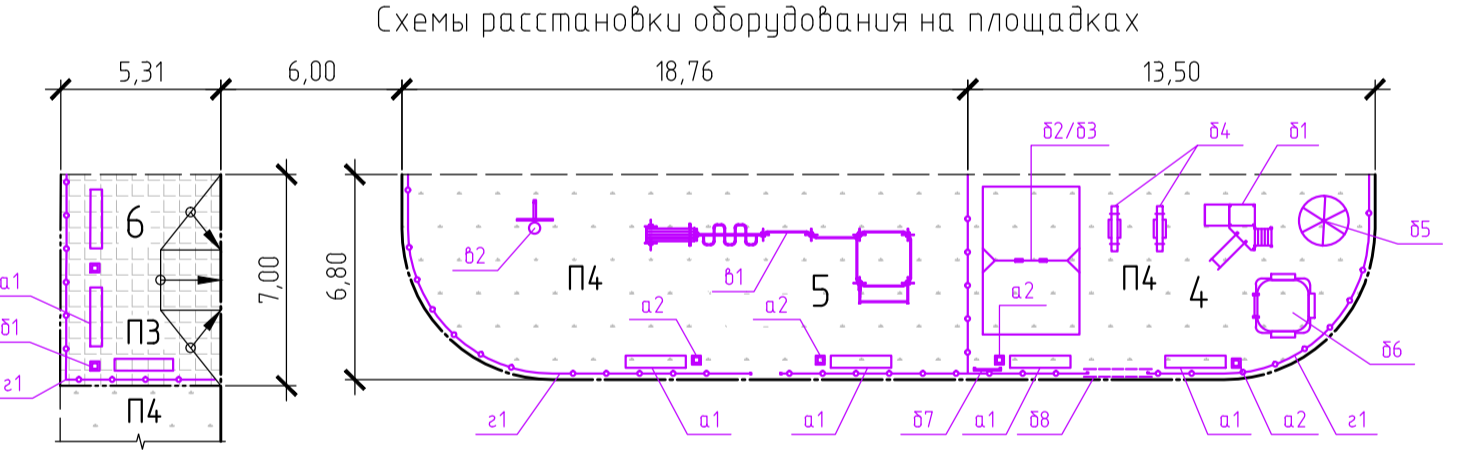 Схемы расстановки оборудования на площадках
5,31 6,00 18,76 13,50
б2/б3 б4 б1
6 7,00 6,80 в2 П4 в1 5 П4 4 б5
а1 П3 а2 а2 а2
б1 б6
г1 П4 г1 а1 а1 б7 а1 б8 а1 а2 г1